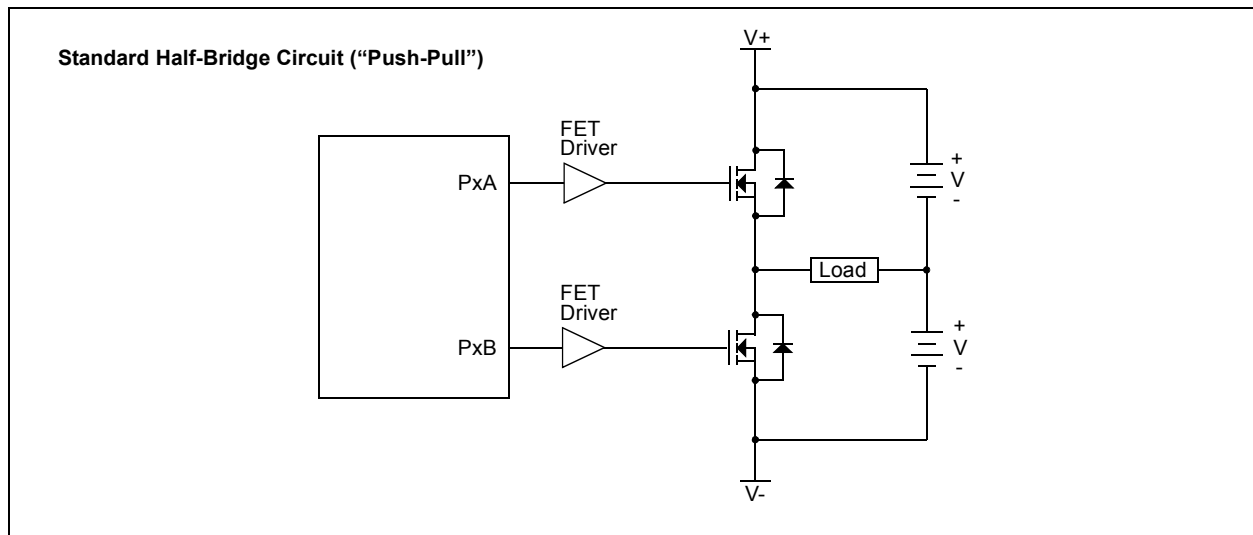 Standard Half-Bridge Circuit (“Push-Pull”)
V+
FET
Driver
PxA
+
V
-
Load
FET
Driver
PxB
+
V
-
V-